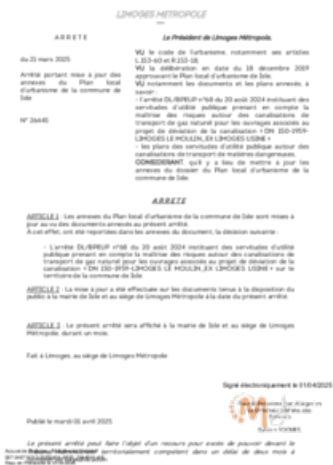 LIMOGES METROPOLE
ARRETE
du 21 mars 2025
Arrêté portant mise à jour des
annexes du Plan local
d'urbanisme de la commune de
Isle
N° 26445
Le Président de Limoges Métropole,
VU le code de l'urbanisme, notamment ses articles
L.153-60 et R.153-18
VU la délibération en date du 18 décembre 2019
approuvant le Plan local d'urbanisme de Isle,
VU notamment les documents et les plans annexés, à
savoir :
- l'arrêté DL/BPEUP n°68 du 20 août 2024 instituant des
servitudes d'utilité publique prenant en compte la
maîtrise des risques autour des canalisations de
transport de gaz naturel pour les ouvrages associés au
projet de déviation de la canalisation « DN 150-1959-
LIMOGES LE MOULIN_EX LIMOGES USINE »
- les plans des servitudes d'utilité publique autour des
canalisations de transport de matières dangereuses.
CONSIDERANT qu'il y a lieu de mettre à jour les
annexes du dossier du Plan local d'urbanisme de la
commune de Isle.
ARRETE
ARTICLE 1 : Les annexes du Plan local d'urbanisme de la commune de Isle sont mises à
jour au vu des documents annexés au présent arrêté.
A cet effet, ont été reportées dans les annexes du document, la décision suivante :
- L'arrêté DL/BPEUP n°68 du 20 août 2024 instituant des servitudes d'utilité
publique prenant en compte la maîtrise des risques autour des canalisations de
transport de gaz naturel pour les ouvrages associés au projet de déviation de la
canalisation « DN 150-1959-LIMOGES LE MOULIN_EX LIMOGES USINE » sur le
territoire de la commune de Isle.
ARTICLE 2 : La mise à jour a été effectuée sur les documents tenus à la disposition du
public à la mairie de Isle et au siège de Limoges Métropole à la date du présent arrêté.
ARTICLE 3 : Le présent arrêté sera affiché à la mairie de Isle et au siège de Limoges
Métropole, durant un mois.
Fait à Limoges, au siège de Limoges Métropole
Signé électroniquement le 01/04/2025
Publié le mardi 01 avril 2025
Le présent arrêté peut faire l'objet d'un recours pour excès de pouvoir devant le
territorialement compétent dans un délai de deux mois à